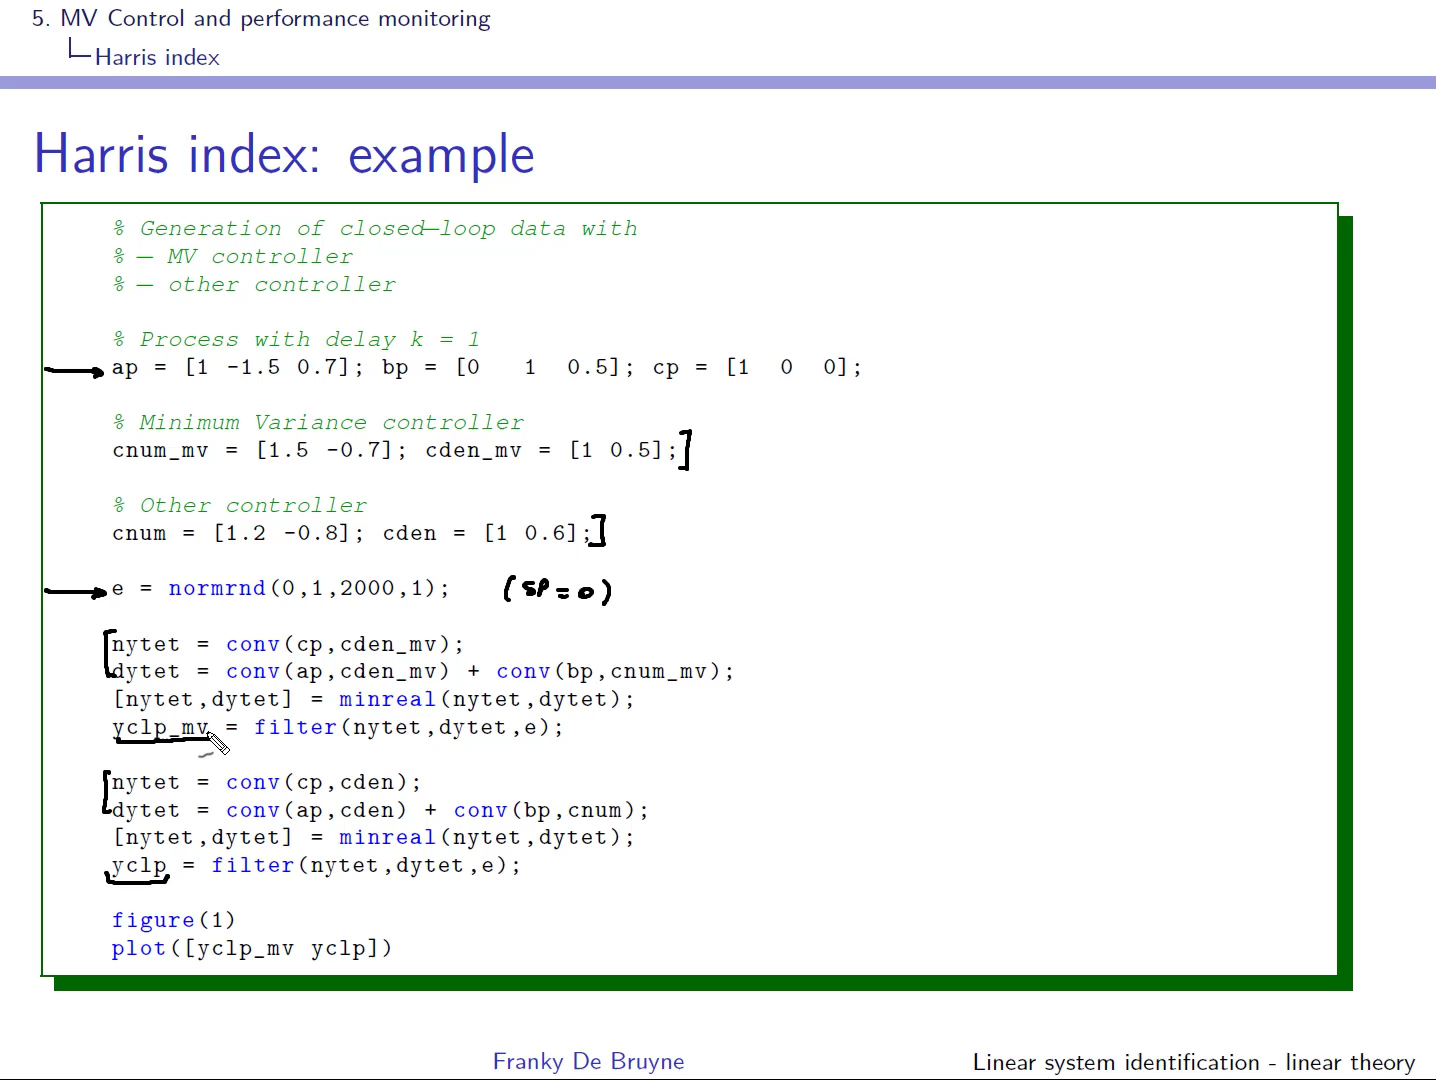 5. MV Control and performance monitoring
Harris index
Harris index: example
% Generation of closed—loop data with
% — MV controller
% — other controller
% Process with delay k = 1
ap = [1 -1.5 0.7]; bp = [0 1 0.5]; cp = [1 0 0];
% Minimum Variance controller
cnum_mv = [1.5 -0.7]; cden_mv = [1 0.5];
% Other controller
cnum = [1.2 -0.8]; cden = [1 0.6];
e = normrnd(0,1,2000,1); (SP = 0)
nytet = conv(cp,cden_mv);
dytet = conv(ap,cden_mv) + conv(bp,cnum_mv);
[nytet,dytet] = minreal(nytet,dytet);
yclp_mv = filter(nytet,dytet,e);
nytet = conv(cp,cden);
dytet = conv(ap,cden) + conv(bp,cnum);
[nytet,dytet] = minreal(nytet,dytet);
yclp = filter(nytet,dytet,e);
figure(1)
plot([yclp_mv yclp])
Franky De Bruyne
Linear system identification - linear theory